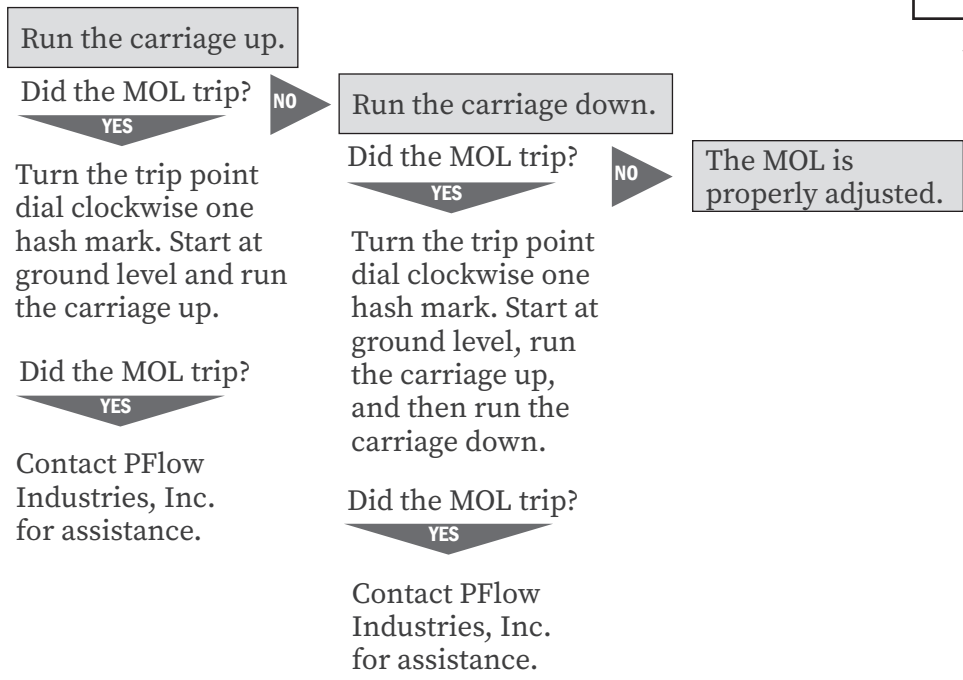 Run the carriage up.
Did the MOL trip?
NO
YES
Turn the trip point
dial clockwise one
hash mark. Start at
ground level and run
the carriage up.
Did the MOL trip?
YES
Contact PFlow
Industries, Inc.
for assistance.
Run the carriage down.
Did the MOL trip?
NO
YES
Turn the trip point
dial clockwise one
hash mark. Start at
ground level, run
the carriage up,
and then run the
carriage down.
Did the MOL trip?
YES
Contact PFlow
Industries, Inc.
for assistance.
The MOL is
properly adjusted.